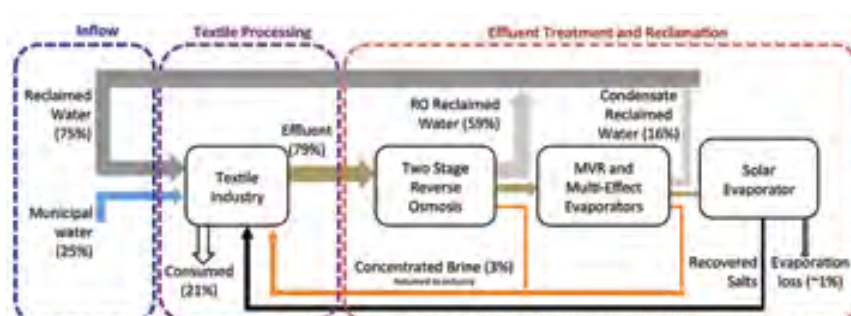 Inflow
Textile Processing
Effluent Treatment and Reclamation
Reclaimed
Water
(75%)
Municipal
water
(25%)
Textile
Industry
Consumed
(21%)
Effluent
(79%)
Two Stage
Reverse
Osmosis
RO Reclaimed
Water (59%)
MVR and
Multi-Effect
Evaporators
Condensate
Reclaimed
Water (16%)
Solar
Evaporator
Concentrated Brine (3%)
Returned to industry
Recovered
Salts
Evaporation
loss (~1%)